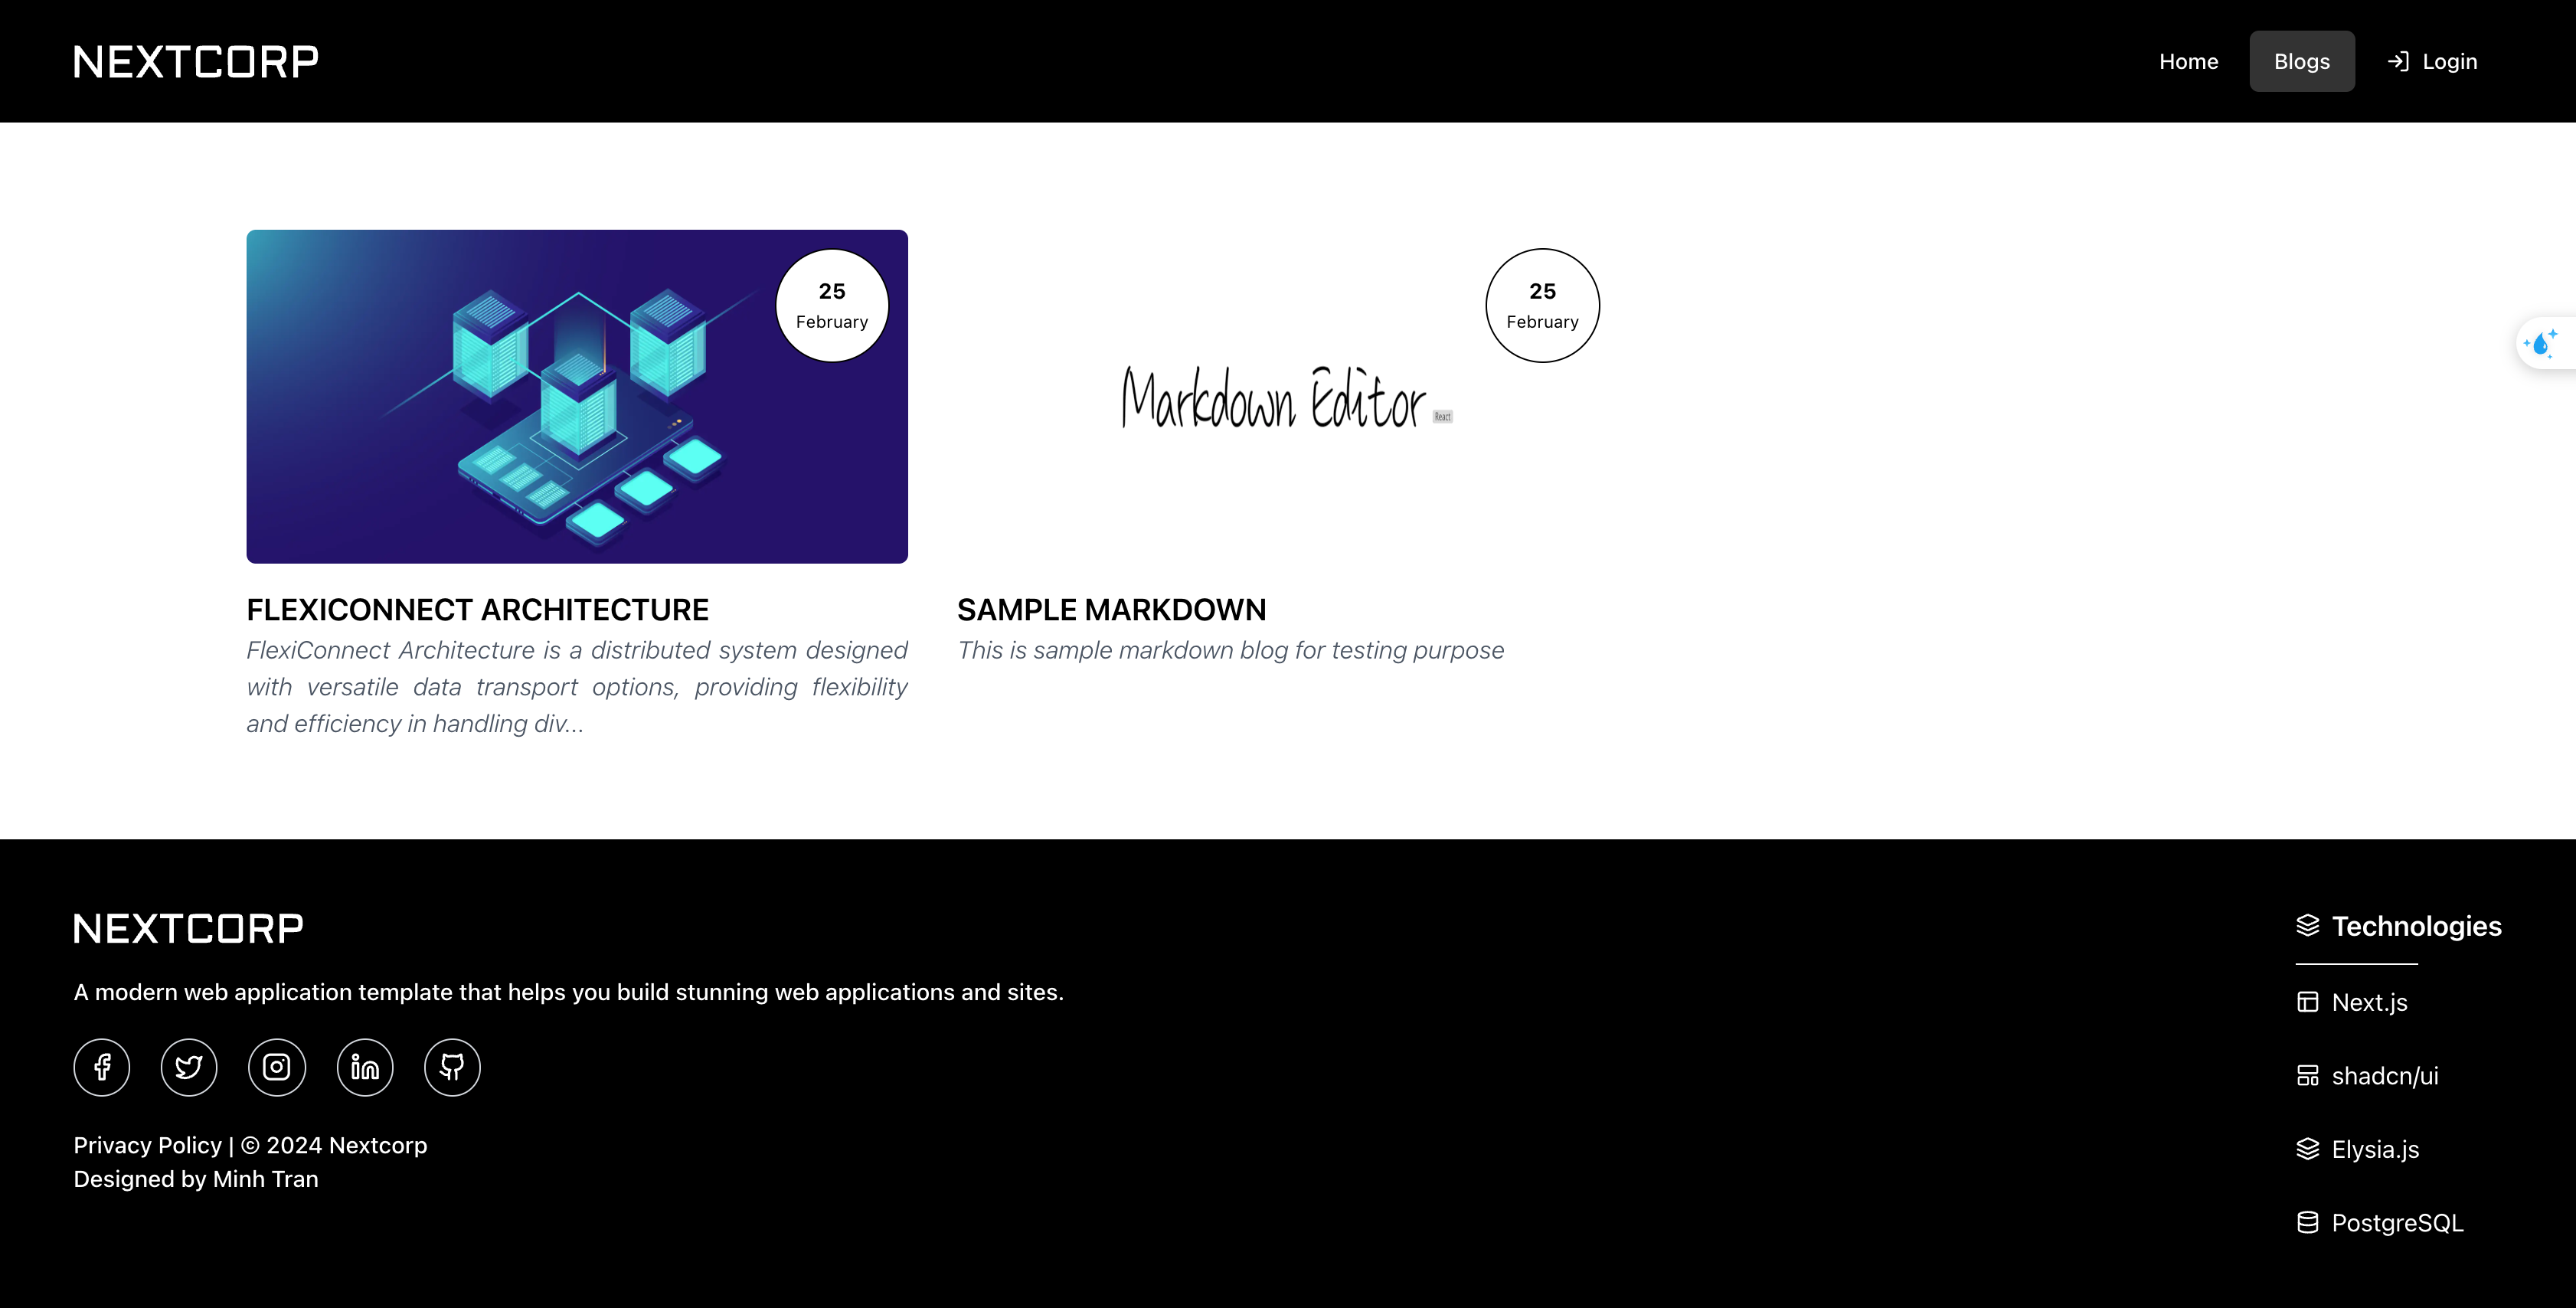 NEXTCORP
Home
Blogs
Login
25
February
25
February
Markdown Editor React
FLEXICONNECT ARCHITECTURE
FlexiConnect Architecture is a distributed system designed
with versatile data transport options, providing flexibility
and efficiency in handling div...
SAMPLE MARKDOWN
This is sample markdown blog for testing purpose
NEXTCORP
A modern web application template that helps you build stunning web applications and sites.
Privacy Policy | © 2024 Nextcorp
Designed by Minh Tran
Technologies
Next.js
shadcn/ui
Elysia.js
PostgreSQL